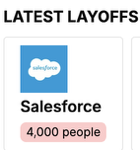 LATEST LAYOFFS
salesforce
Salesforce
4,000 people